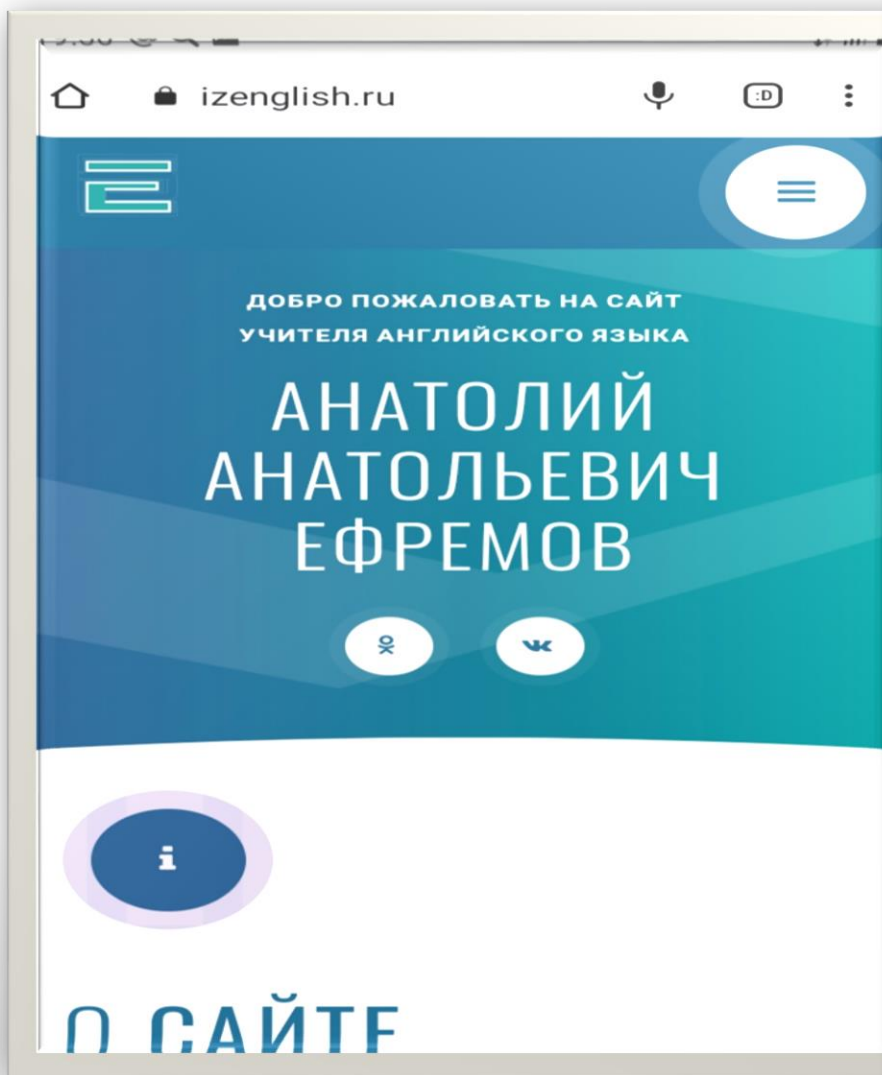 izenglish.ru
:D
ДОБРО ПОЖАЛОВАТЬ НА САЙТ
УЧИТЕЛЯ АНГЛИЙСКОГО ЯЗЫКА
АНАТОЛИЙ
АНАТОЛЬЕВИЧ
ЕФРЕМОВ
О САЙТЕ